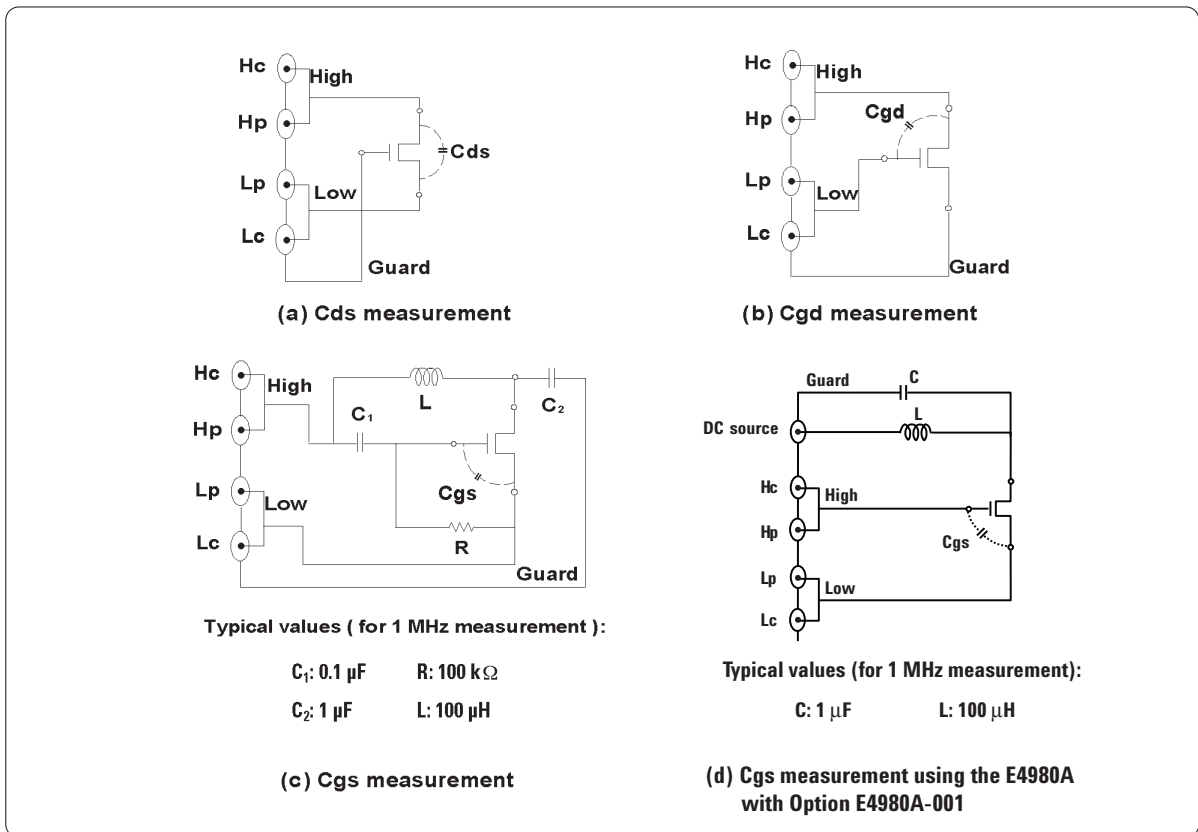 Hc
High
Hp
Cds
Lp
Low
Lc
Guard
(a) Cds measurement
Hc
High
Cgd
Hp
Lp
Low
Lc
Guard
(b) Cgd measurement
Hc
High
L
C₂
C₁
Hp
Cgs
Lp
Low
R
Lc
Guard
Typical values ( for 1 MHz measurement ):
C₁: 0.1 µF R: 100 k Ω
C₂: 1 µF L: 100 µH
(c) Cgs measurement
Guard
C
L
DC source
Hc
High
Hp
Cgs
Lp
Low
Lc
Typical values (for 1 MHz measurement):
C: 1 µF L: 100 µH
(d) Cgs measurement using the E4980A
with Option E4980A-001